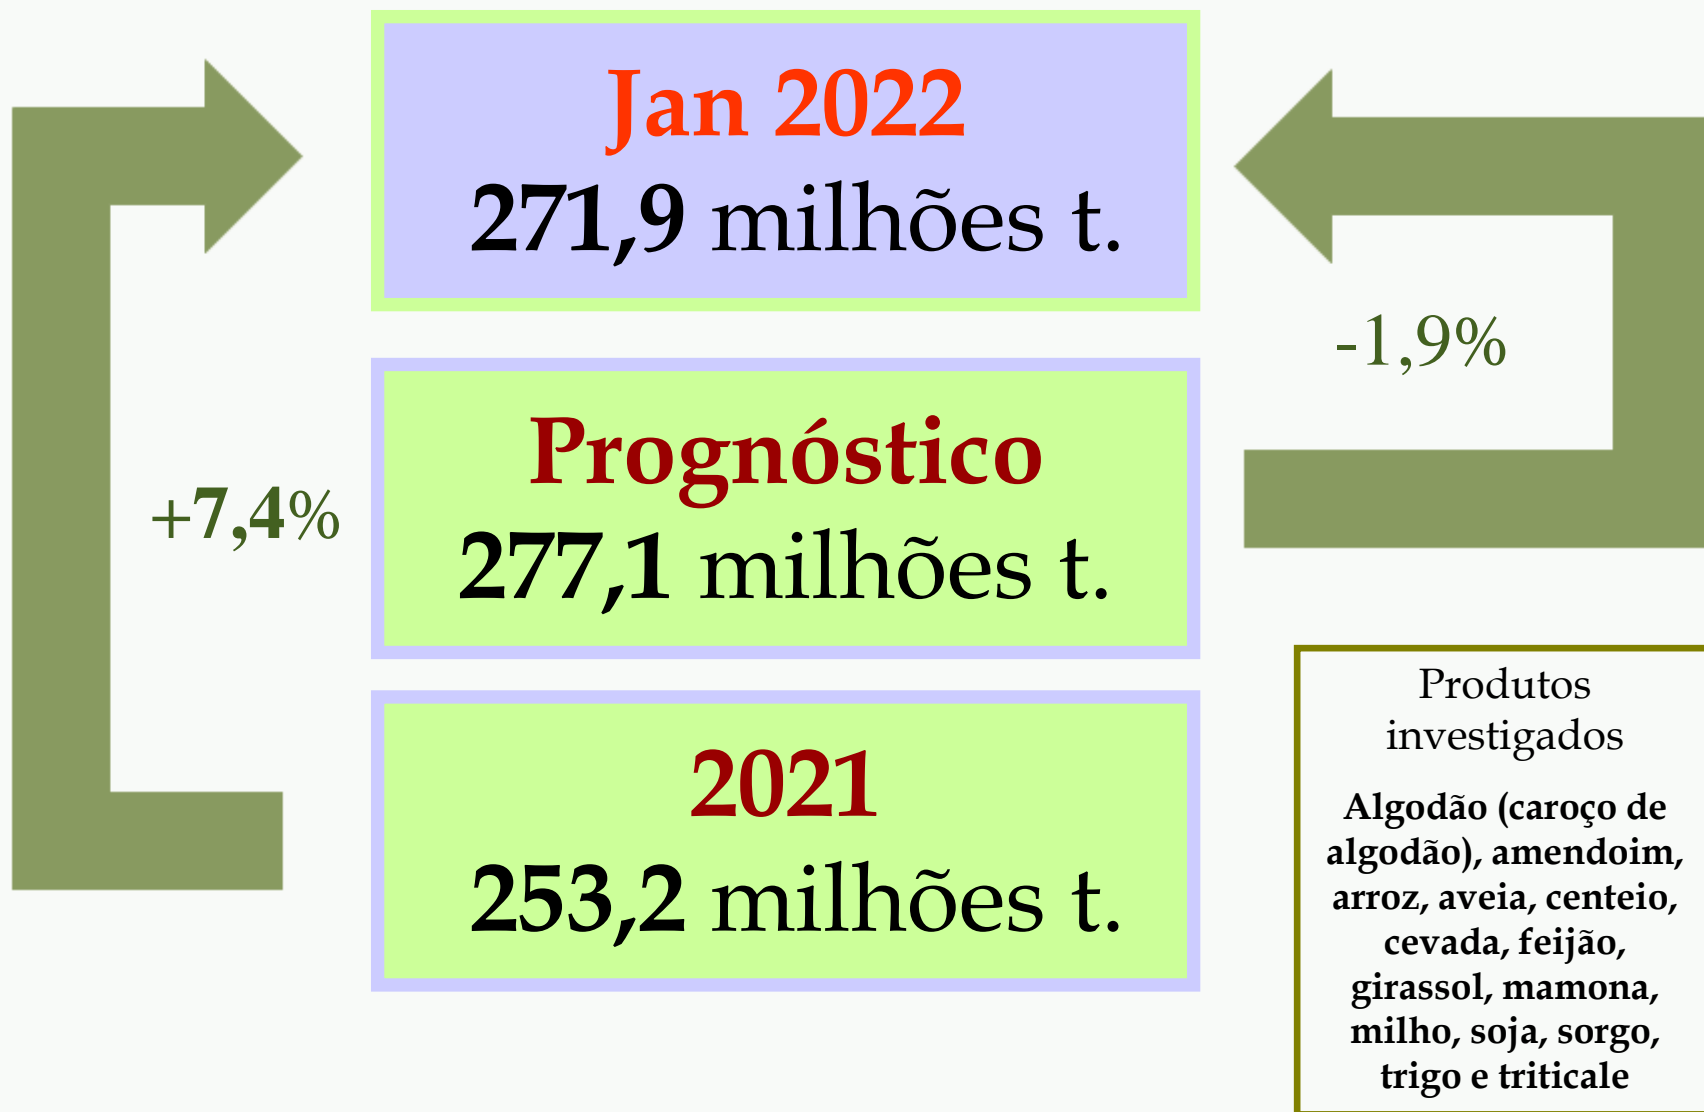 Jan 2022
271,9 milhões t.
-1,9%
Prognóstico
277,1 milhões t.
+7,4%
2021
253,2 milhões t.
Produtos
investigados
Algodão (caroço de
algodão), amendoim,
arroz, aveia, centeio,
cevada, feijão,
girassol, mamona,
milho, soja, sorgo,
trigo e triticale